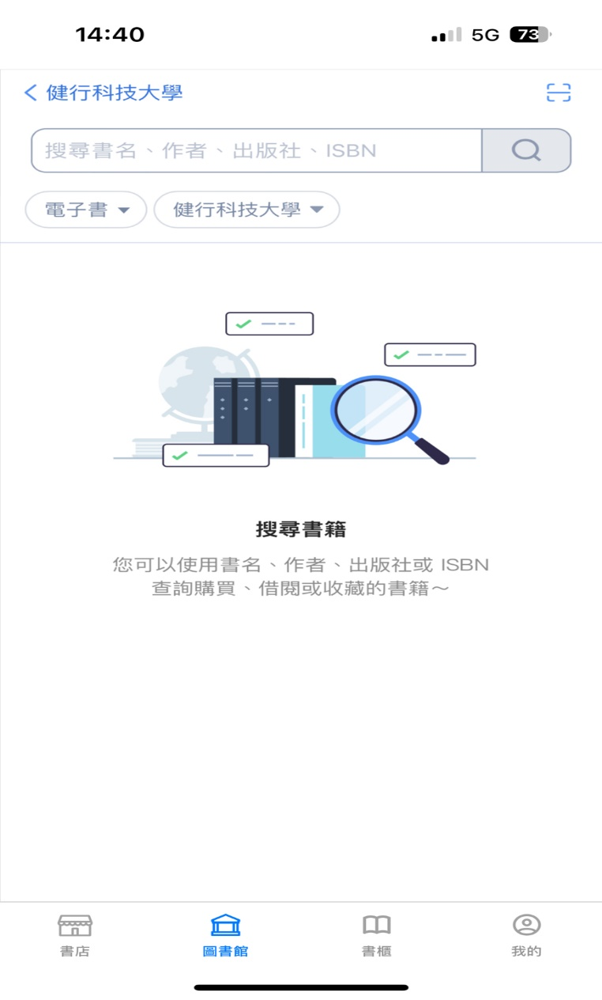 14:40
5G 73
健行科技大學
搜尋書名、作者、出版社、ISBN
電子書 健行科技大學
搜尋書籍
您可以使用書名、作者、出版社或 ISBN
查詢購買、借閱或收藏的書籍～
書店 圖書館 書櫃 我的